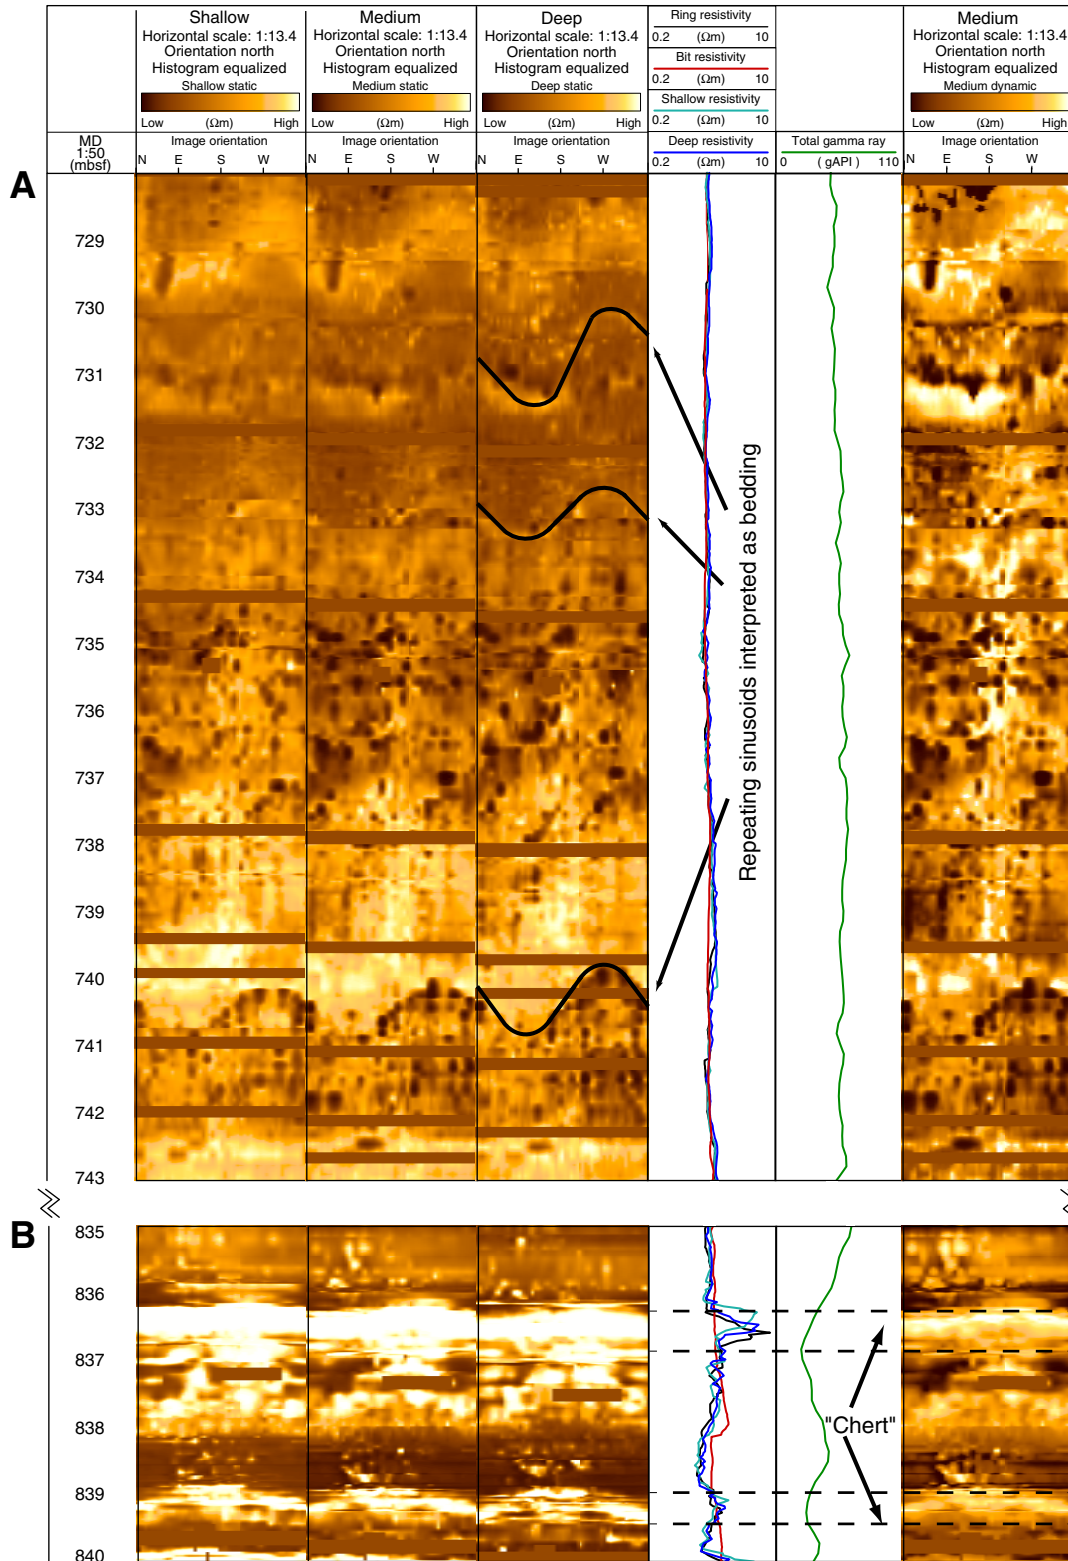 Shallow
Horizontal scale: 1:13.4
Orientation north
Histogram equalized
Shallow static
Low (Ωm) High
Medium
Horizontal scale: 1:13.4
Orientation north
Histogram equalized
Medium static
Low (Ωm) High
Deep
Horizontal scale: 1:13.4
Orientation north
Histogram equalized
Deep static
Low (Ωm) High
Ring resistivity
0.2 (Ωm) 10
Bit resistivity
0.2 (Ωm) 10
Shallow resistivity
0.2 (Ωm) 10
Medium
Horizontal scale: 1:13.4
Orientation north
Histogram equalized
Medium dynamic
Low (Ωm) High
MD
1:50
(mbsf)
Image orientation
N E S W
Image orientation
N E S W
Image orientation
N E S W
Deep resistivity
0.2 (Ωm) 10
Total gamma ray
0 ( gAPI ) 110
Image orientation
N E S W
A
729
730
731
732
733
734
735
736
737
738
739
740
741
742
743
Repeating sinusoids interpreted as bedding
B
835
836
837
838
839
840
"Chert"